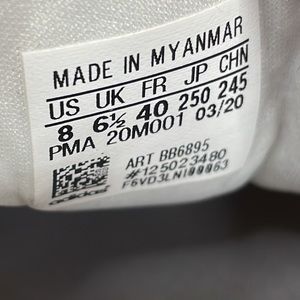 MADE IN MYANMAR
US UK FR JP CHN
8 6½ 40 250 245
PMA 20M001 03/20
ART BB6895
#125023480
F6VD3LN100063
adidas